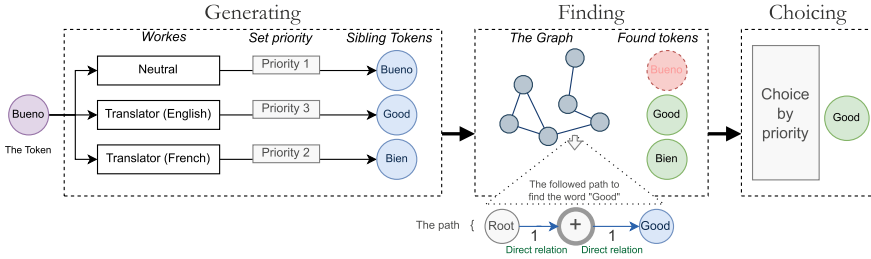 Generating
Finding
Choicing
Workes
Set priority
Sibling Tokens
The Graph
Found tokens
Neutral
Priority 1
Bueno
Bueno
Bueno
The Token
Translator (English)
Priority 3
Good
Good
Choice
by
priority
Good
Translator (French)
Priority 2
Bien
Bien
The followed path to
find the word "Good"
The path {
Root
+
Good
1
1
Direct relation
Direct relation